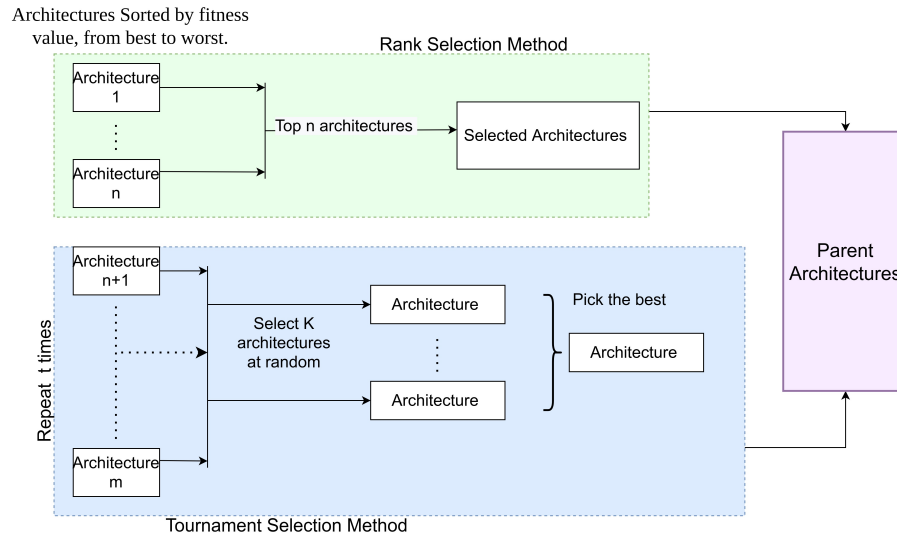 Architectures Sorted by fitness
value, from best to worst.
Rank Selection Method
Architecture
1
Architecture
n
Top n architectures
Selected Architectures
Parent
Architectures
Architecture
n+1
Architecture
m
Repeat t times
Select K
architectures
at random
Architecture
Architecture
Pick the best
Architecture
Tournament Selection Method